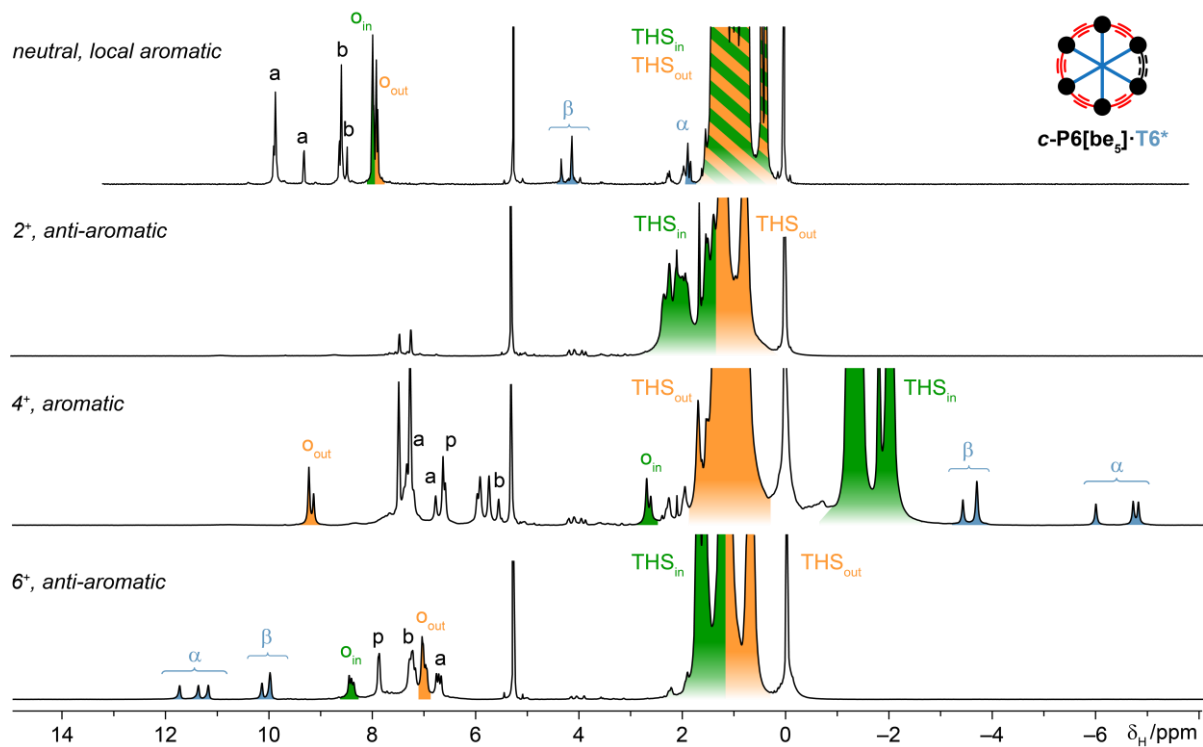 neutral, local aromatic
a
a
b
b
o_in
o_out
THS_in
THS_out
β
α
c-P6[be₅]·T6*
2⁺, anti-aromatic
THS_in
THS_out
4⁺, aromatic
o_out
a
a
p
b
o_in
THS_out
THS_in
β
α
6⁺, anti-aromatic
α
β
o_in
p
b
o_out
a
THS_in
THS_out
14 12 10 8 6 4 2 0 −2 −4 −6 δ_H /ppm